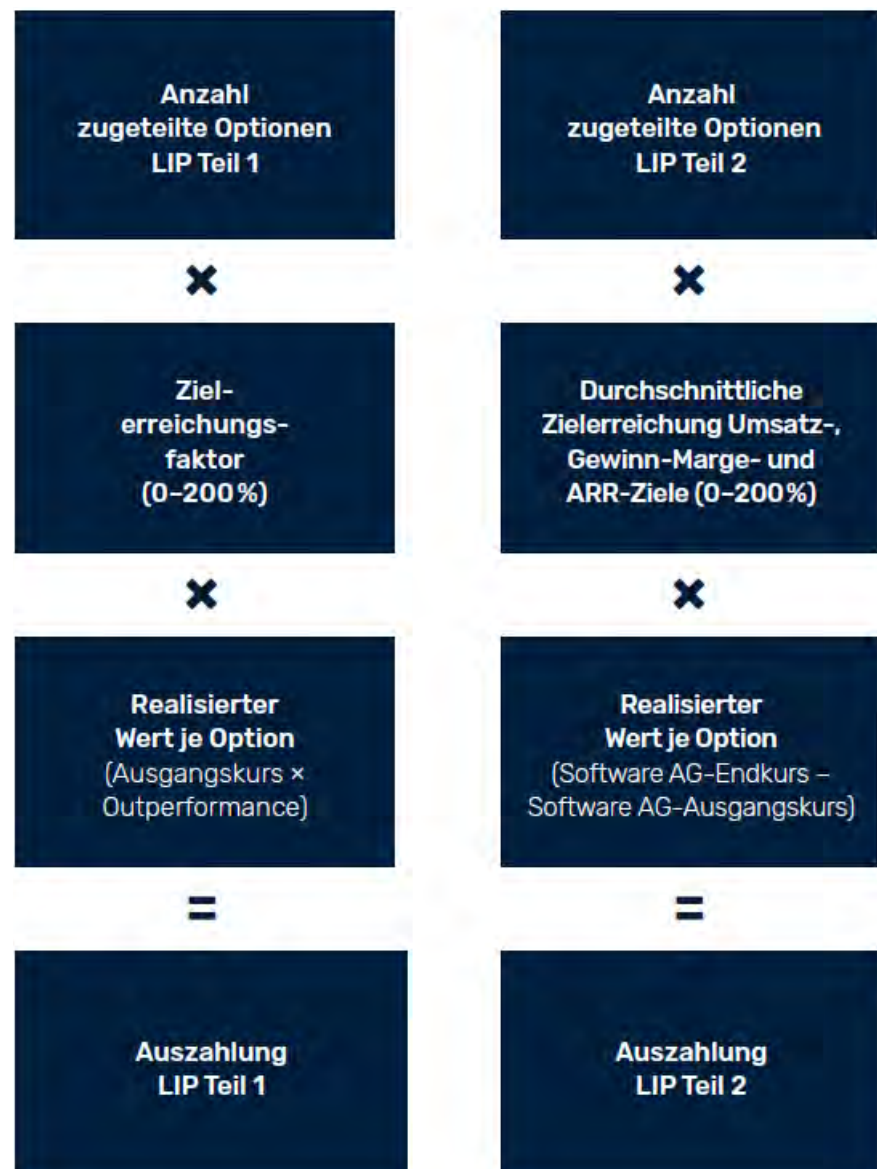 Anzahl
zugeteilte Optionen
LIP Teil 1
×
Ziel-
erreichungs-
faktor
(0–200 %)
×
Realisierter
Wert je Option
(Ausgangskurs ×
Outperformance)
=
Auszahlung
LIP Teil 1
Anzahl
zugeteilte Optionen
LIP Teil 2
×
Durchschnittliche
Zielerreichung Umsatz-,
Gewinn-Marge- und
ARR-Ziele (0–200 %)
×
Realisierter
Wert je Option
(Software AG-Endkurs –
Software AG-Ausgangskurs)
=
Auszahlung
LIP Teil 2